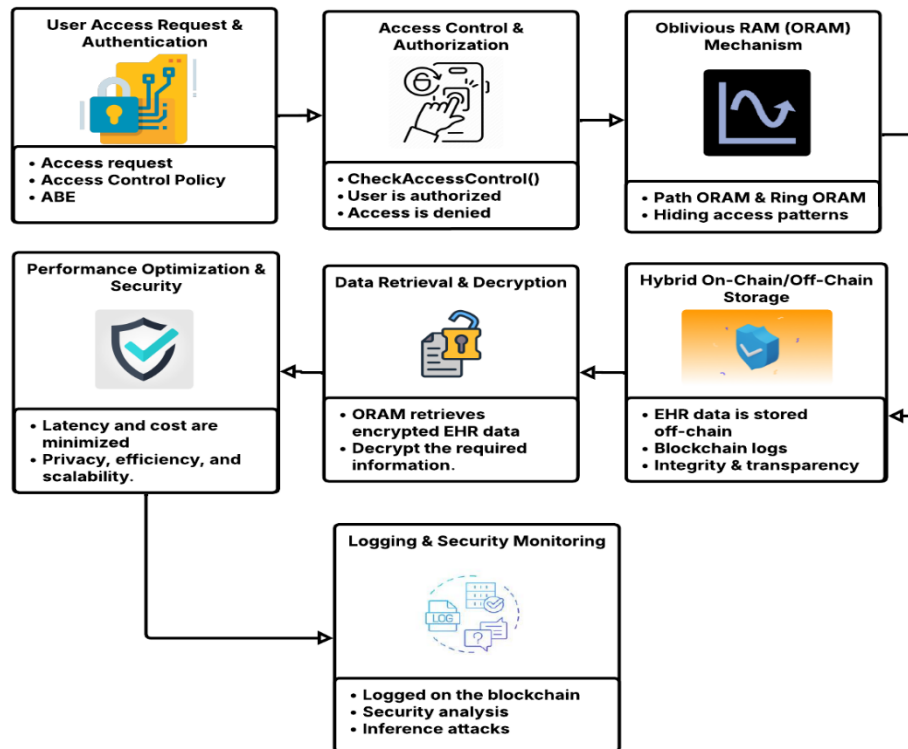 User Access Request &
Authentication
• Access request
• Access Control Policy
• ABE
Access Control &
Authorization
• CheckAccessControl()
• User is authorized
• Access is denied
Oblivious RAM (ORAM)
Mechanism
• Path ORAM & Ring ORAM
• Hiding access patterns
Hybrid On-Chain/Off-Chain
Storage
• EHR data is stored
off-chain
• Blockchain logs
• Integrity & transparency
Data Retrieval & Decryption
• ORAM retrieves
encrypted EHR data
• Decrypt the required
information.
Performance Optimization &
Security
• Latency and cost are
minimized
• Privacy, efficiency, and
scalability.
Logging & Security Monitoring
LOG
?
• Logged on the blockchain
• Security analysis
• Inference attacks